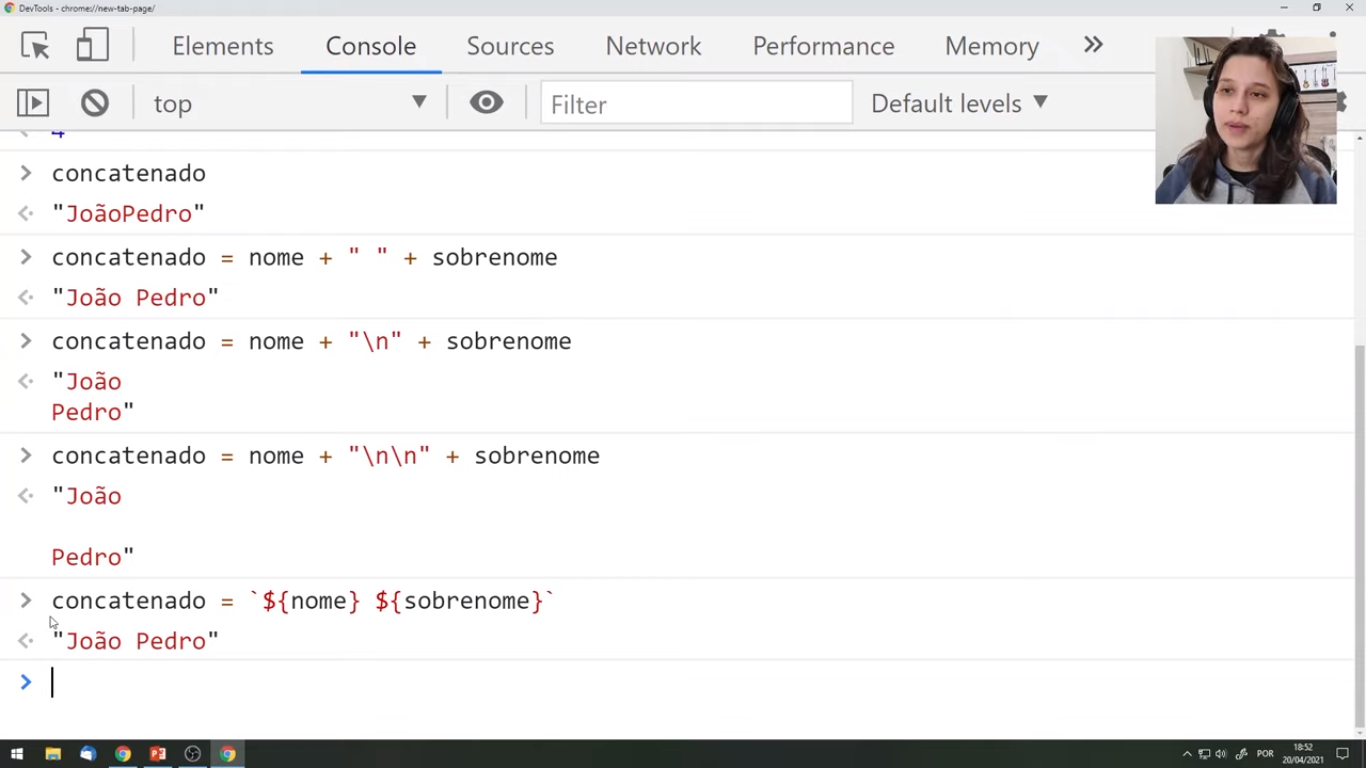 DevTools - chrome://new-tab-page/
Elements Console Sources Network Performance Memory »
top Filter Default levels
4
concatenado
"JoãoPedro"
concatenado = nome + " " + sobrenome
"João Pedro"
concatenado = nome + "\n" + sobrenome
"João
Pedro"
concatenado = nome + "\n\n" + sobrenome
"João
Pedro"
concatenado = `${nome} ${sobrenome}`
"João Pedro"
POR
18:52
20/04/2021